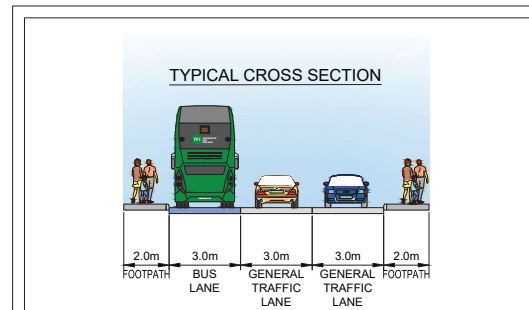 TYPICAL CROSS SECTION
TFI
2.0m 3.0m 3.0m 3.0m 2.0m
FOOTPATH BUS LANE GENERAL TRAFFIC LANE GENERAL TRAFFIC LANE FOOTPATH